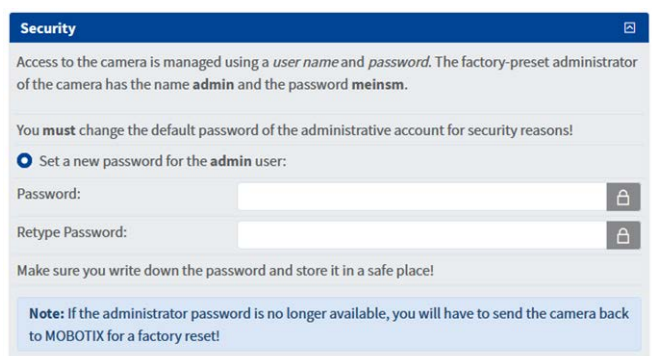 Security
Access to the camera is managed using a user name and password. The factory-preset administrator
of the camera has the name admin and the password meinsm.
You must change the default password of the administrative account for security reasons!
Set a new password for the admin user:
Password:
Retype Password:
Make sure you write down the password and store it in a safe place!
Note: If the administrator password is no longer available, you will have to send the camera back
to MOBOTIX for a factory reset!